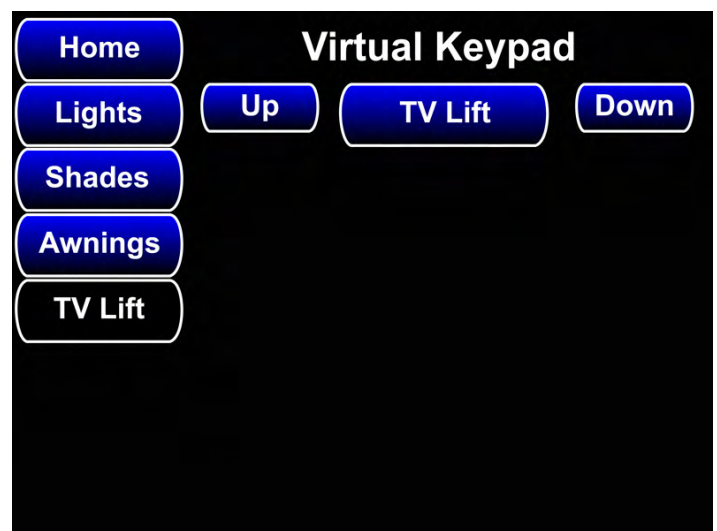 Home
Virtual Keypad
Lights
Up
TV Lift
Down
Shades
Awnings
TV Lift